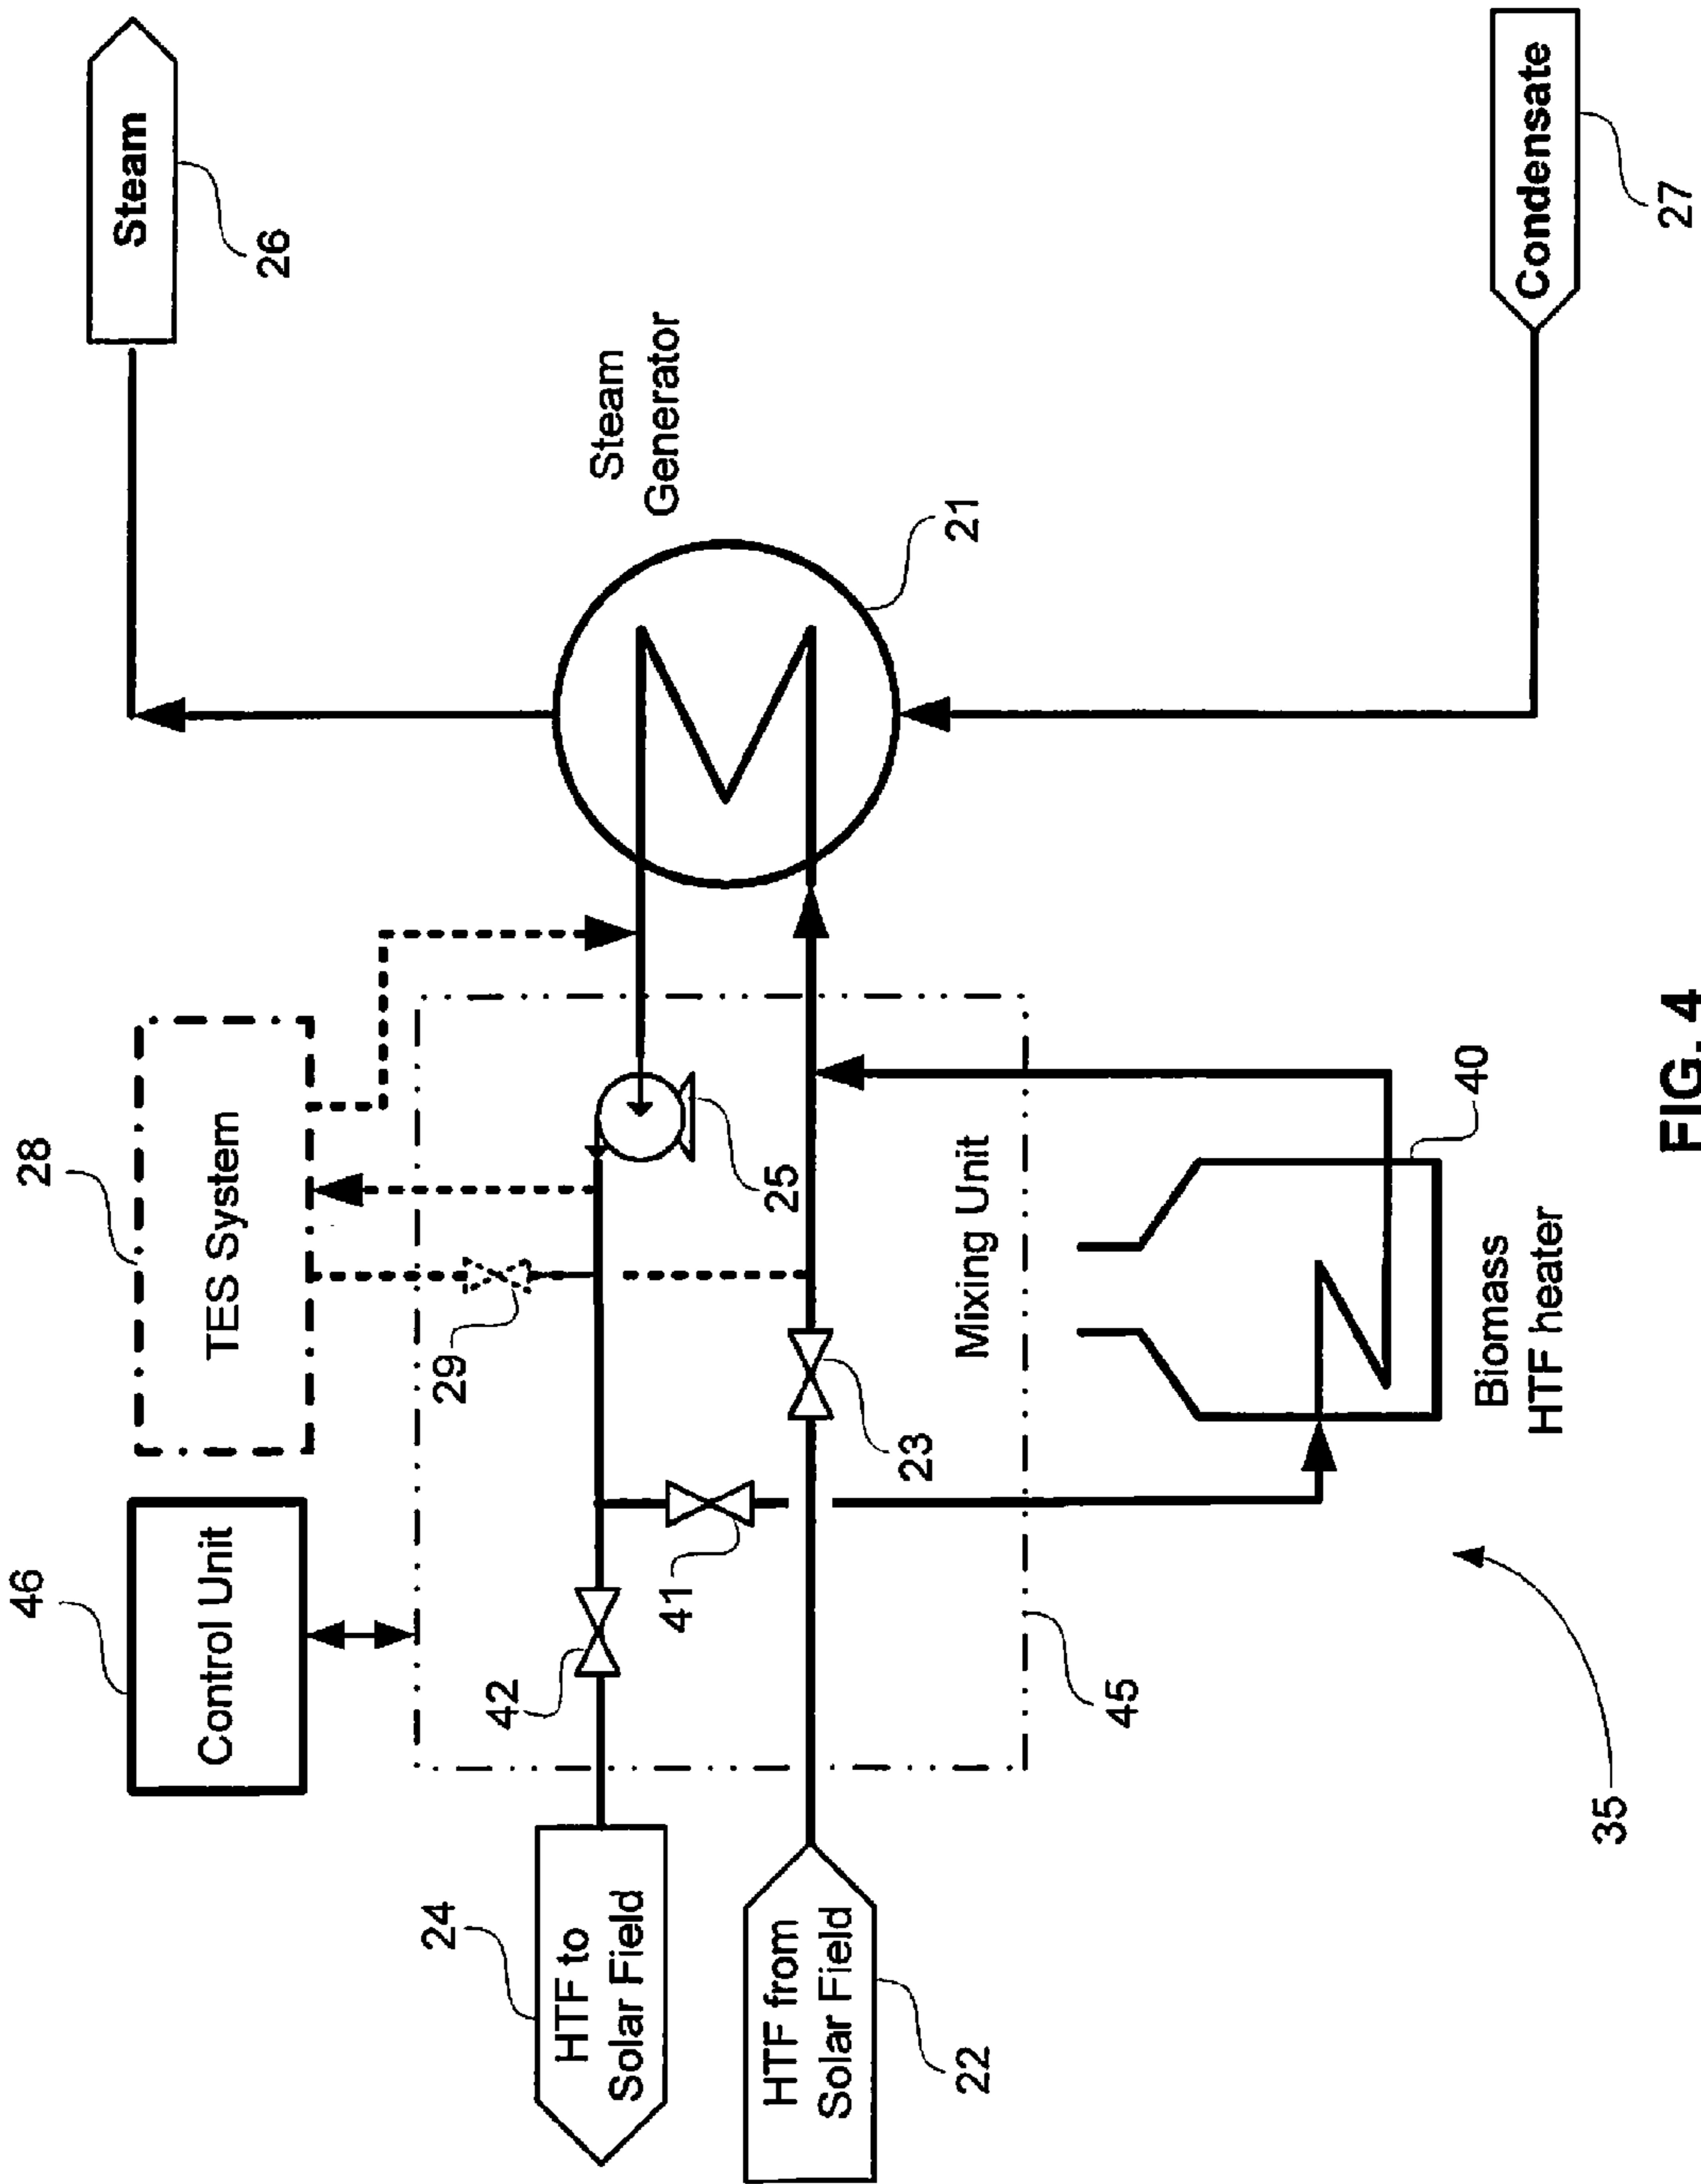 46
Control Unit
28
TES System
Steam
26
24
HTF to
Solar Field
42
29
25
Steam
Generator
41
23
21
HTF from
Solar Field
22
Mixing Unit
45
40
Biomass
HTF heater
Condensate
27
35
FIG. 4